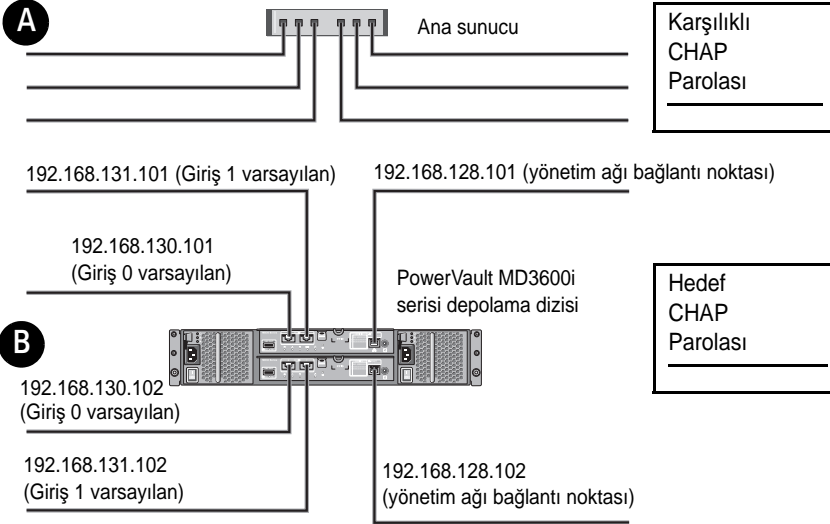 A
Ana sunucu
Karşılıklı
CHAP
Parolası
192.168.131.101 (Giriş 1 varsayılan)
192.168.128.101 (yönetim ağı bağlantı noktası)
192.168.130.101
(Giriş 0 varsayılan)
PowerVault MD3600i
serisi depolama dizisi
Hedef
CHAP
Parolası
B
192.168.130.102
(Giriş 0 varsayılan)
192.168.131.102
(Giriş 1 varsayılan)
192.168.128.102
(yönetim ağı bağlantı noktası)